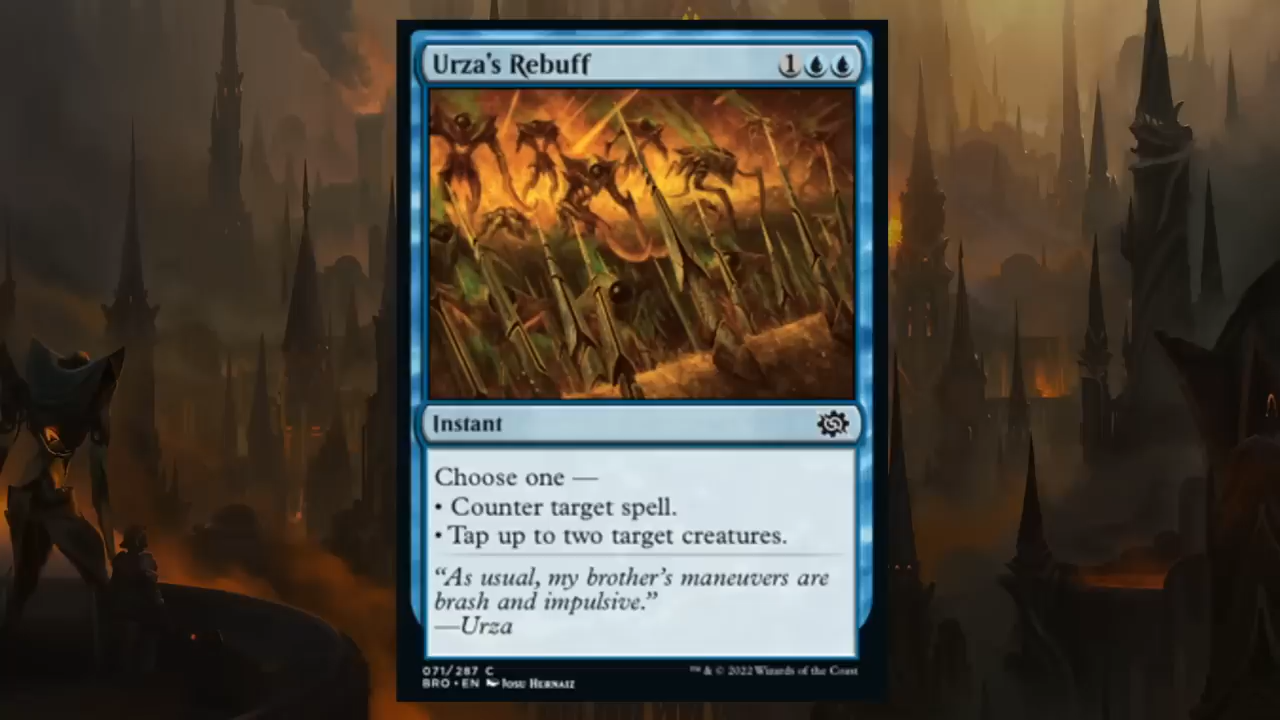 Urza's Rebuff 1
Instant
Choose one —
• Counter target spell.
• Tap up to two target creatures.
“As usual, my brother's maneuvers are
brash and impulsive.”
—Urza
071/287 C
™ & © 2022 Wizards of the Coast
BRO • EN Josu Hernaiz